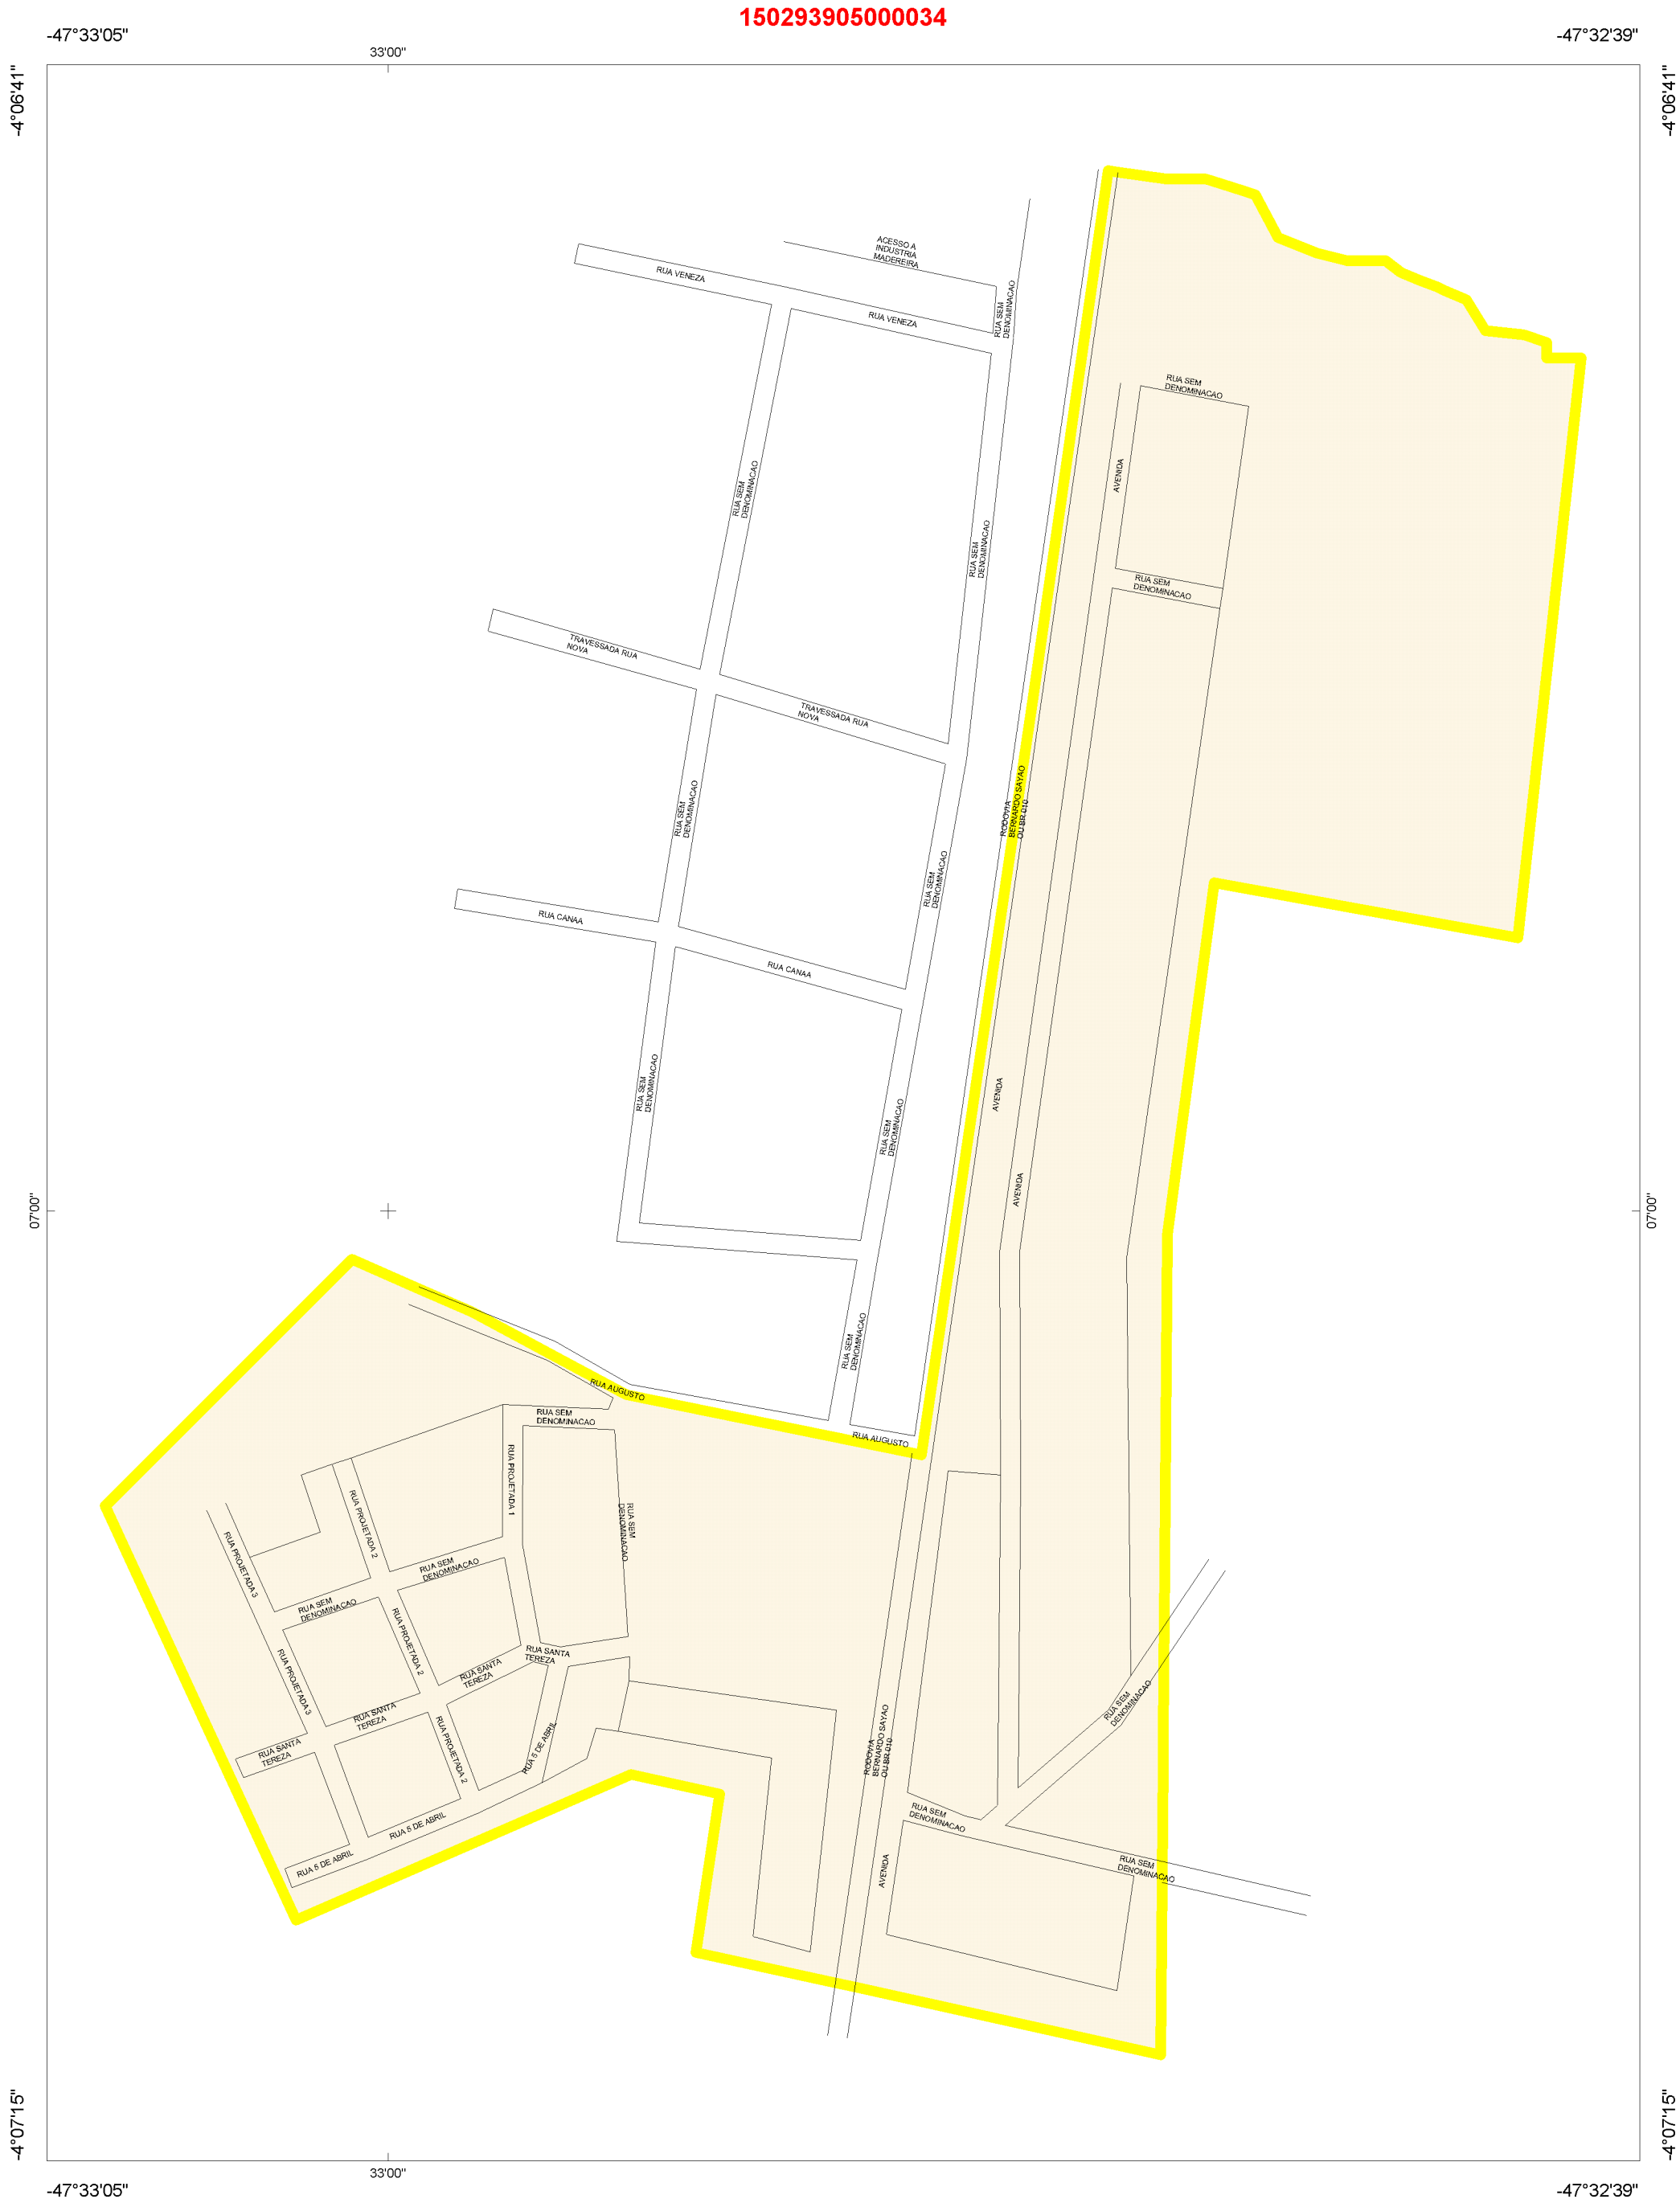 150293905000034
-47°33'05"
-47°32'39"
33'00"
-4°06'41"
-4°06'41"
ACESSO A
INDUSTRIA
MADEREIRA
RUA VENEZA
RUA VENEZA
RUA SEM
DENOMINACAO
RUA SEM
DENOMINACAO
AVENIDA
RUA SEM
DENOMINACAO
RUA SEM
DENOMINACAO
RUA SEM
DENOMINACAO
TRAVESSADA RUA
NOVA
TRAVESSADA RUA
NOVA
RODOVIA
BERNARDO SAYAO
OU BR 010
RUA SEM
DENOMINACAO
RUA SEM
DENOMINACAO
RUA CANAA
RUA CANAA
RUA SEM
DENOMINACAO
AVENIDA
RUA SEM
DENOMINACAO
AVENIDA
07'00"
07'00"
RUA SEM
DENOMINACAO
RUA AUGUSTO
RUA AUGUSTO
RUA SEM
DENOMINACAO
RUA PROJETADA 1
RUA SEM
DENOMINACAO
RUA PROJETADA 2
RUA PROJETADA 3
RUA SEM
DENOMINACAO
RUA SEM
DENOMINACAO
RUA PROJETADA 2
RUA SANTA
TEREZA
RUA SANTA
TEREZA
RUA PROJETADA 3
RUA SANTA
TEREZA
RUA SANTA
TEREZA
RUA PROJETADA 2
RUA 5 DE ABRIL
RUA SEM
DENOMINACAO
RODOVIA
BERNARDO SAYAO
OU BR 010
RUA SEM
DENOMINACAO
RUA 5 DE ABRIL
RUA 5 DE ABRIL
AVENIDA
RUA SEM
DENOMINACAO
-4°07'15"
-4°07'15"
33'00"
-47°33'05"
-47°32'39"